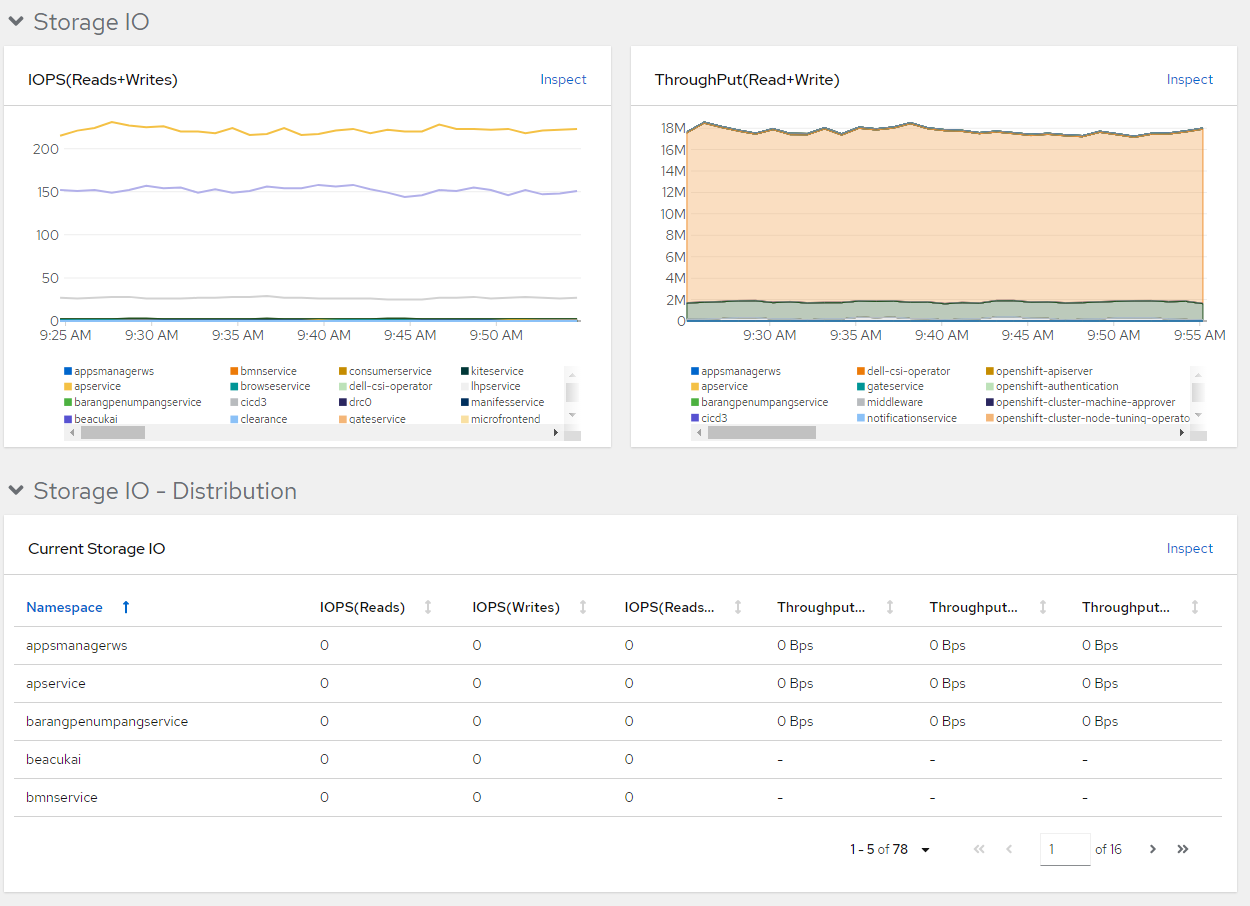 Storage IO
IOPS(Reads+Writes) Inspect
200
150
100
50
0
9:25 AM 9:30 AM 9:35 AM 9:40 AM 9:45 AM 9:50 AM
appsmanagerws bmnservice consumerservice kiteservice
apservice browseservice dell-csi-operator lhpservice
barangpenumpangservice cicd3 drc0 manifesservice
beacukai clearance gateservice microfrontend
ThroughPut(Read+Write) Inspect
18M
16M
14M
12M
10M
8M
6M
4M
2M
0
9:30 AM 9:35 AM 9:40 AM 9:45 AM 9:50 AM 9:55 AM
appsmanagerws dell-csi-operator openshift-apiserver
apservice gateservice openshift-authentication
barangpenumpangservice middleware openshift-cluster-machine-approver
cicd3 notificationservice openshift-cluster-node-tuning-operato
Storage IO - Distribution
Current Storage IO Inspect
Namespace IOPS(Reads) IOPS(Writes) IOPS(Reads... Throughput... Throughput... Throughput...
appsmanagerws 0 0 0 0 Bps 0 Bps 0 Bps
apservice 0 0 0 0 Bps 0 Bps 0 Bps
barangpenumpangservice 0 0 0 0 Bps 0 Bps 0 Bps
beacukai 0 0 0 - - -
bmnservice 0 0 0 - - -
1 - 5 of 78 1 of 16